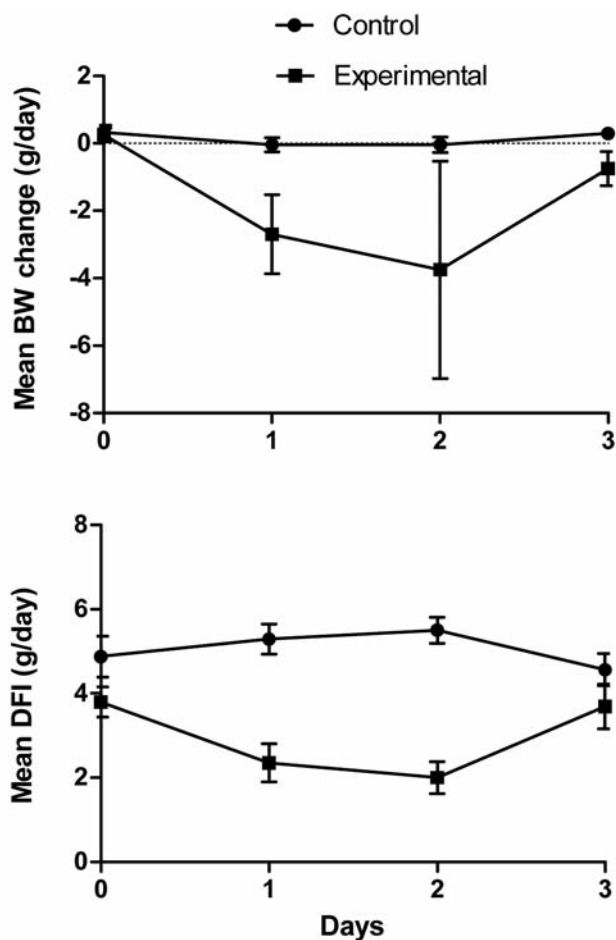 Control
Experimental
Mean BW change (g/day)
2
0
-2
-4
-6
-8
0 1 2 3
Mean DFI (g/day)
8
6
4
2
0
0 1 2 3
Days